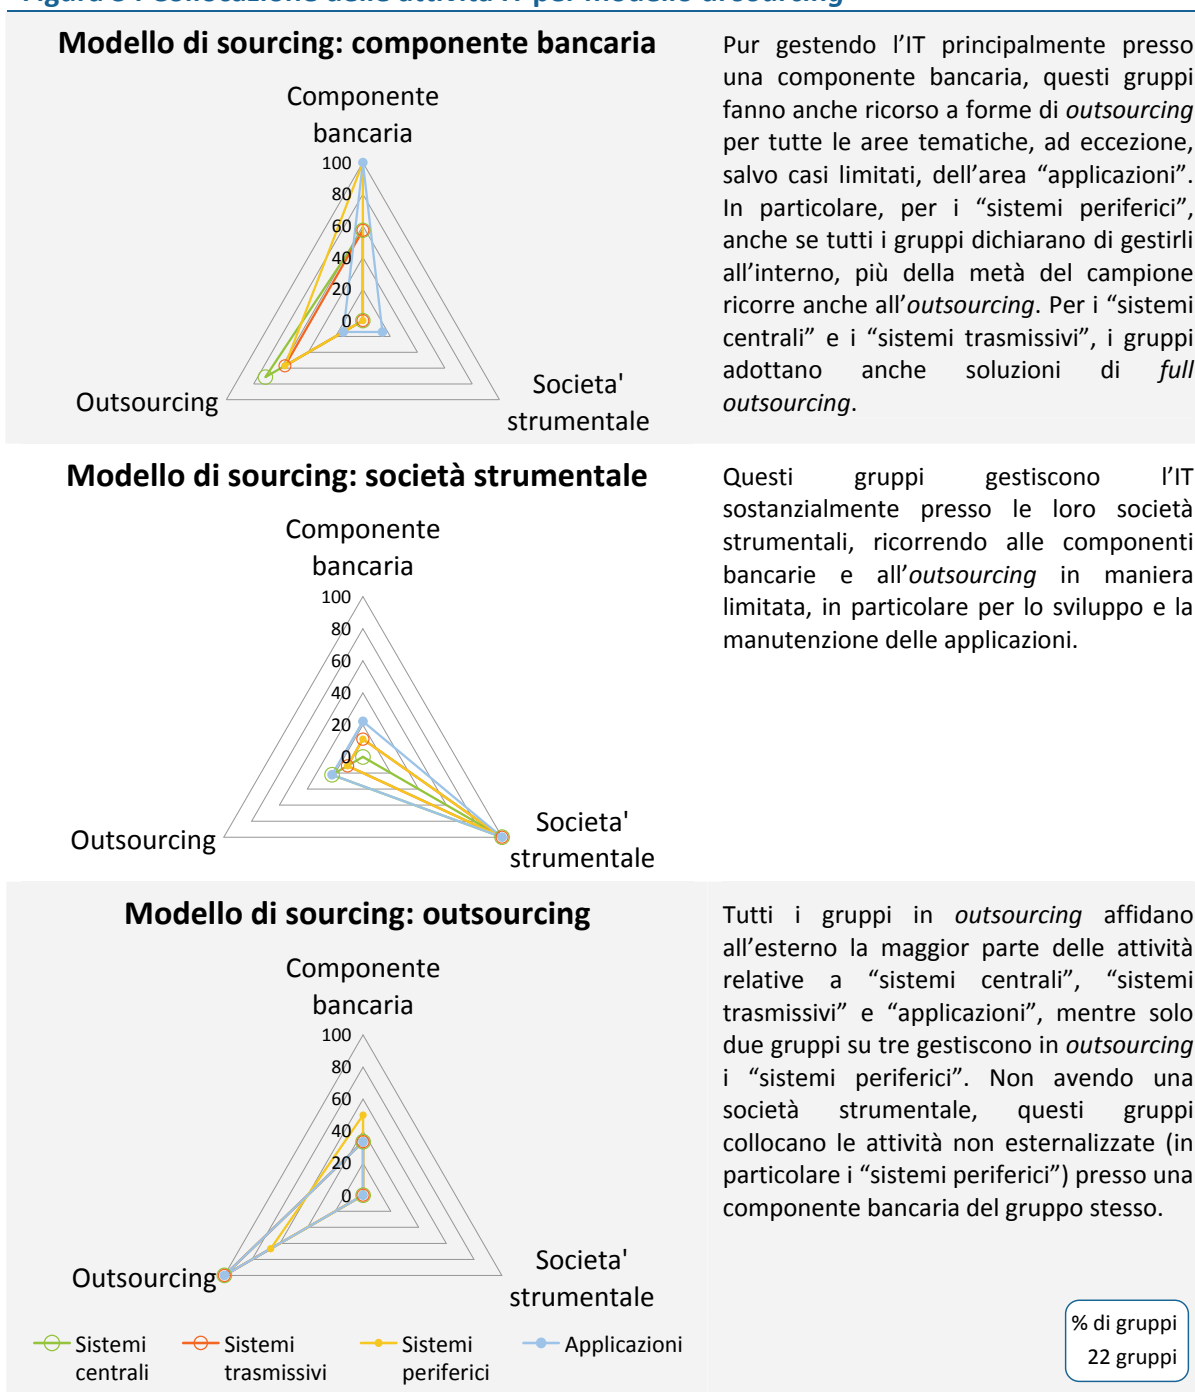 Figura 34 Collocazione delle attività IT per modello di sourcing
Modello di sourcing: componente bancaria
Componente
bancaria
100
80
60
40
20
0
Outsourcing
Societa'
strumentale
Pur gestendo l’IT principalmente presso
una componente bancaria, questi gruppi
fanno anche ricorso a forme di outsourcing
per tutte le aree tematiche, ad eccezione,
salvo casi limitati, dell’area “applicazioni”.
In particolare, per i “sistemi periferici”,
anche se tutti i gruppi dichiarano di gestirli
all’interno, più della metà del campione
ricorre anche all’outsourcing. Per i “sistemi
centrali” e i “sistemi trasmissivi”, i gruppi
adottano anche soluzioni di full
outsourcing.
Modello di sourcing: società strumentale
Componente
bancaria
100
80
60
40
20
0
Outsourcing
Societa'
strumentale
Questi gruppi gestiscono l’IT
sostanzialmente presso le loro società
strumentali, ricorrendo alle componenti
bancarie e all’outsourcing in maniera
limitata, in particolare per lo sviluppo e la
manutenzione delle applicazioni.
Modello di sourcing: outsourcing
Componente
bancaria
100
80
60
40
20
0
Outsourcing
Societa'
strumentale
Tutti i gruppi in outsourcing affidano
all’esterno la maggior parte delle attività
relative a “sistemi centrali”, “sistemi
trasmissivi” e “applicazioni”, mentre solo
due gruppi su tre gestiscono in outsourcing
i “sistemi periferici”. Non avendo una
società strumentale, questi gruppi
collocano le attività non esternalizzate (in
particolare i “sistemi periferici”) presso una
componente bancaria del gruppo stesso.
Sistemi
centrali
Sistemi
trasmissivi
Sistemi
periferici
Applicazioni
% di gruppi
22 gruppi